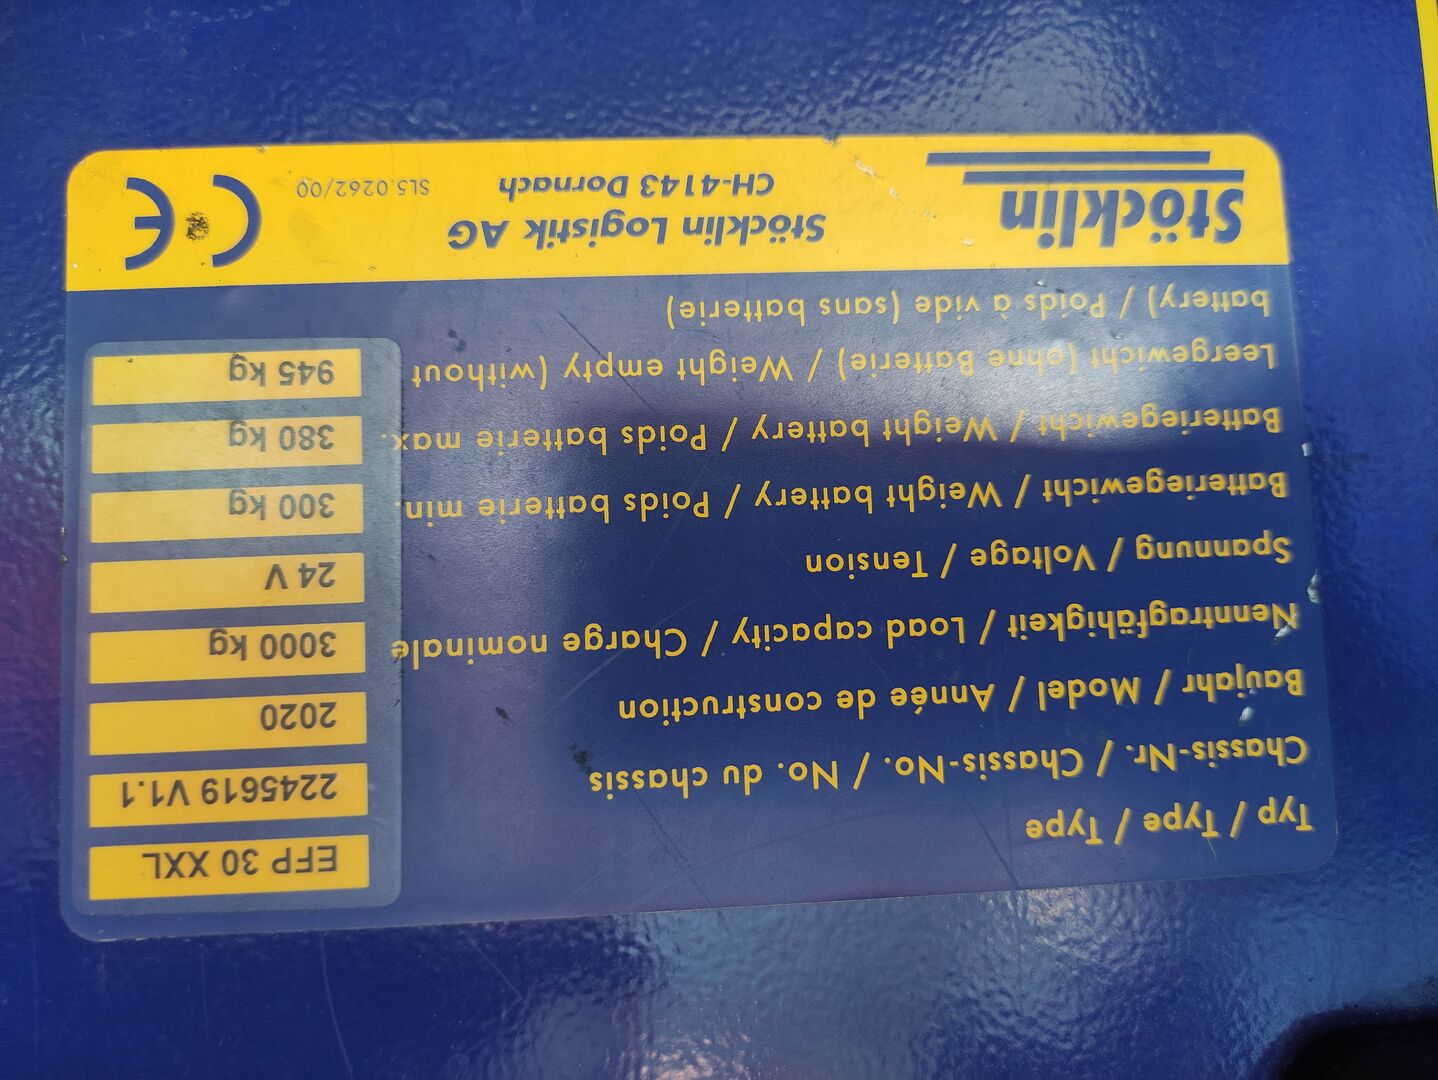 Typ / Type / Type EFP 30 XXL
Chassis-Nr. / Chassis-No. / No. du chassis 2245619 V1.1
Baujahr / Model / Année de construction 2020
Nenntragfähigkeit / Load capacity / Charge nominale 3000 kg
Spannung / Voltage / Tension 24 V
Batteriegewicht / Weight battery / Poids batterie min. 300 kg
Batteriegewicht / Weight battery / Poids batterie max. 380 kg
Leergewicht (ohne Batterie) / Weight empty (without 945 kg
battery) / Poids à vide (sans batterie)
Stöcklin
Stöcklin Logistik AG
CH-4143 Dornach
SL5.0262/00
CE